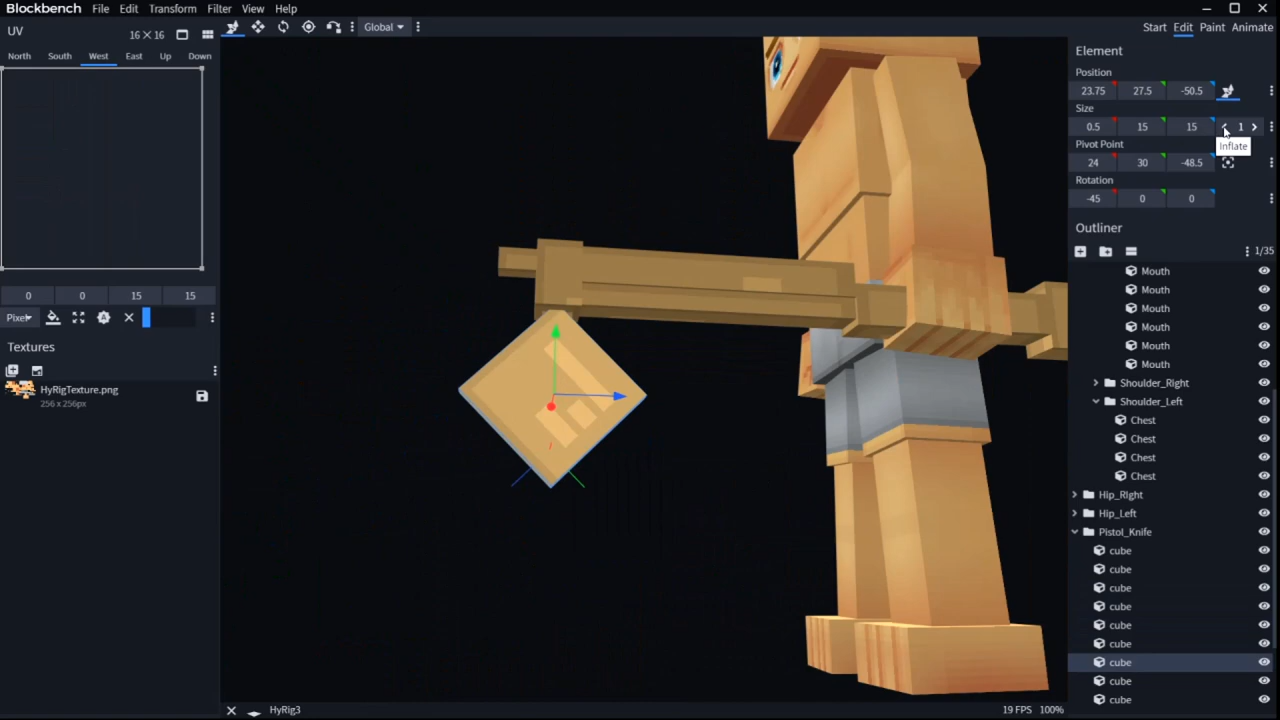 Blockbench File Edit Transform Filter View Help
UV 16 × 16 Global Start Edit Paint Animate
North South West East Up Down
0 0 15 15
Pixel
Textures
HyRigTexture.png
256 x 256px
Element
Position
23.75 27.5 -50.5
Size
0.5 15 15 1
Inflate
Pivot Point
24 30 -48.5
Rotation
-45 0 0
Outliner
1/35
Mouth
Mouth
Mouth
Mouth
Mouth
Mouth
Shoulder_Right
Shoulder_Left
Chest
Chest
Chest
Chest
Hip_RIght
Hip_Left
Pistol_Knife
cube
cube
cube
cube
cube
cube
cube
cube
cube
HyRig3 19 FPS 100%